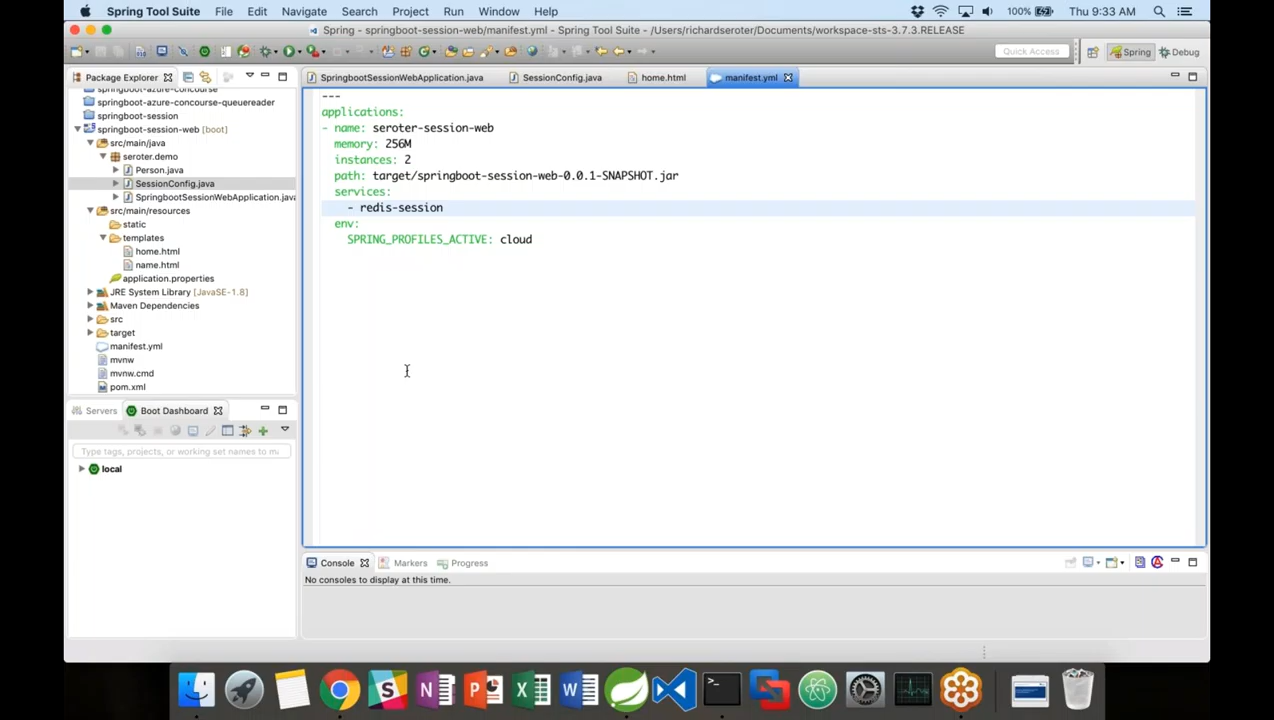 Spring Tool Suite File Edit Navigate Search Project Run Window Help 100% Thu 9:33 AM
Spring - springboot-session-web/manifest.yml - Spring Tool Suite - /Users/richardseroter/Documents/workspace-sts-3.7.3.RELEASE
Quick Access Spring Debug
Package Explorer
springboot-azure-concourse
springboot-azure-concourse-queuereader
springboot-session
springboot-session-web [boot]
src/main/java
seroter.demo
Person.java
SessionConfig.java
SpringbootSessionWebApplication.java
src/main/resources
static
templates
home.html
name.html
application.properties
JRE System Library [JavaSE-1.8]
Maven Dependencies
src
target
manifest.yml
mvnw
mvnw.cmd
pom.xml
Servers Boot Dashboard
Type tags, projects, or working set names to ma
local
SpringbootSessionWebApplication.java SessionConfig.java home.html manifest.yml
---
applications:
- name: seroter-session-web
memory: 256M
instances: 2
path: target/springboot-session-web-0.0.1-SNAPSHOT.jar
services:
- redis-session
env:
SPRING_PROFILES_ACTIVE: cloud
Console Markers Progress
No consoles to display at this time.